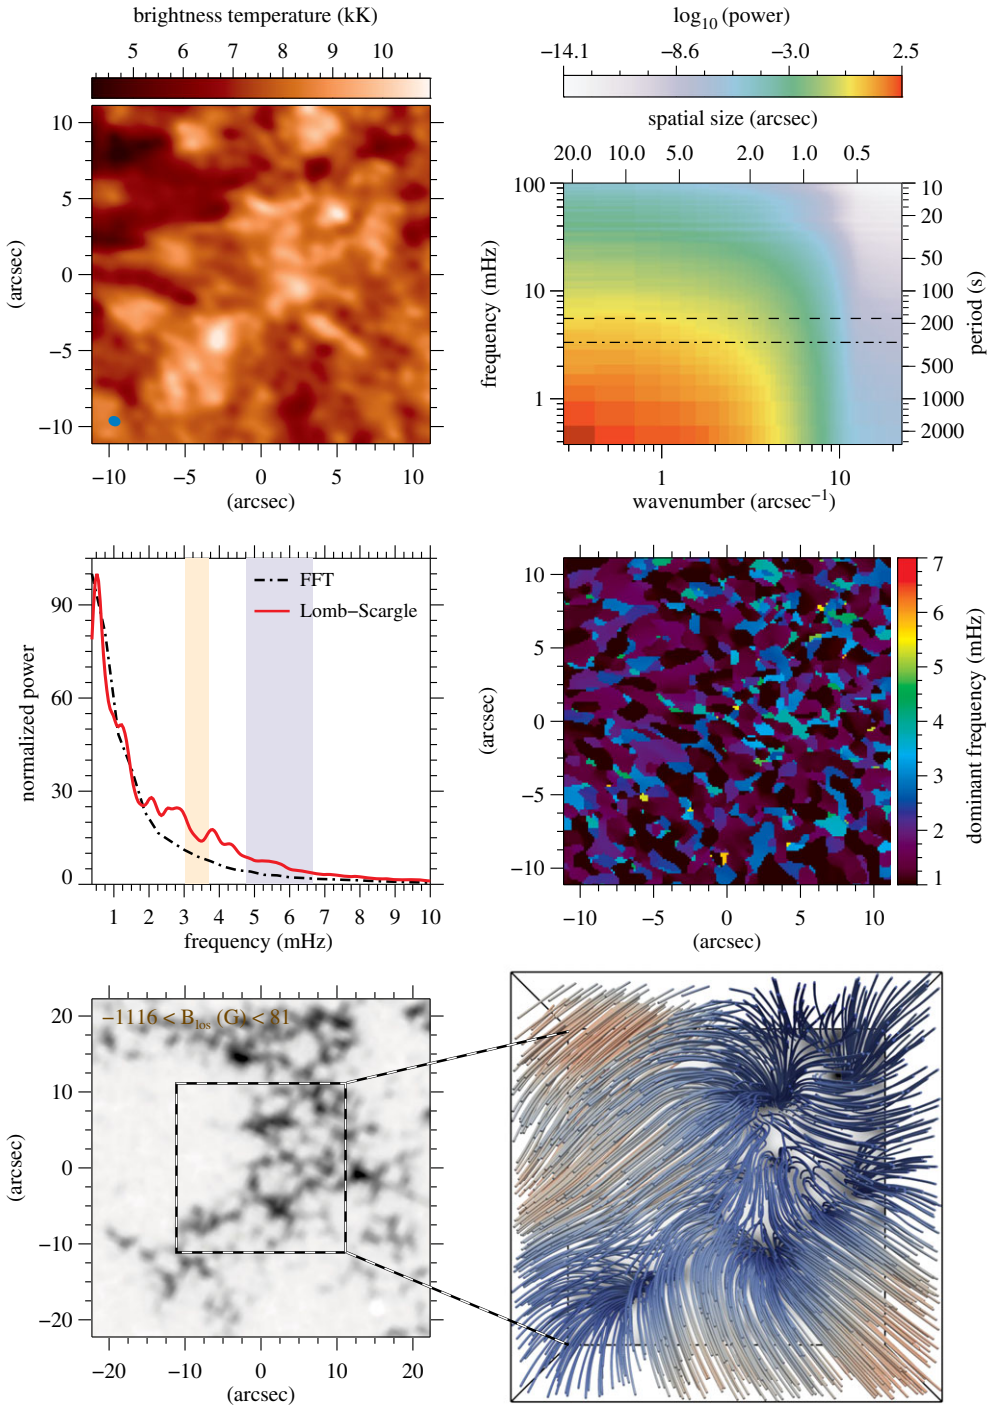 brightness temperature (kK)
5 6 7 8 9 10
10
5
0
−5
−10
(arcsec)
−10 −5 0 5 10
(arcsec)
log10 (power)
−14.1 −8.6 −3.0 2.5
spatial size (arcsec)
20.0 10.0 5.0 2.0 1.0 0.5
100
10
1
frequency (mHz)
10
20
50
100
200
500
1000
2000
period (s)
1 10
wavenumber (arcsec−1)
FFT
Lomb−Scargle
90
60
30
0
normalized power
1 2 3 4 5 6 7 8 9 10
frequency (mHz)
10
5
0
−5
−10
(arcsec)
−10 −5 0 5 10
(arcsec)
7
6
5
4
3
2
1
dominant frequency (mHz)
−1116 < Blos (G) < 81
20
10
0
−10
−20
(arcsec)
−20 −10 0 10 20
(arcsec)